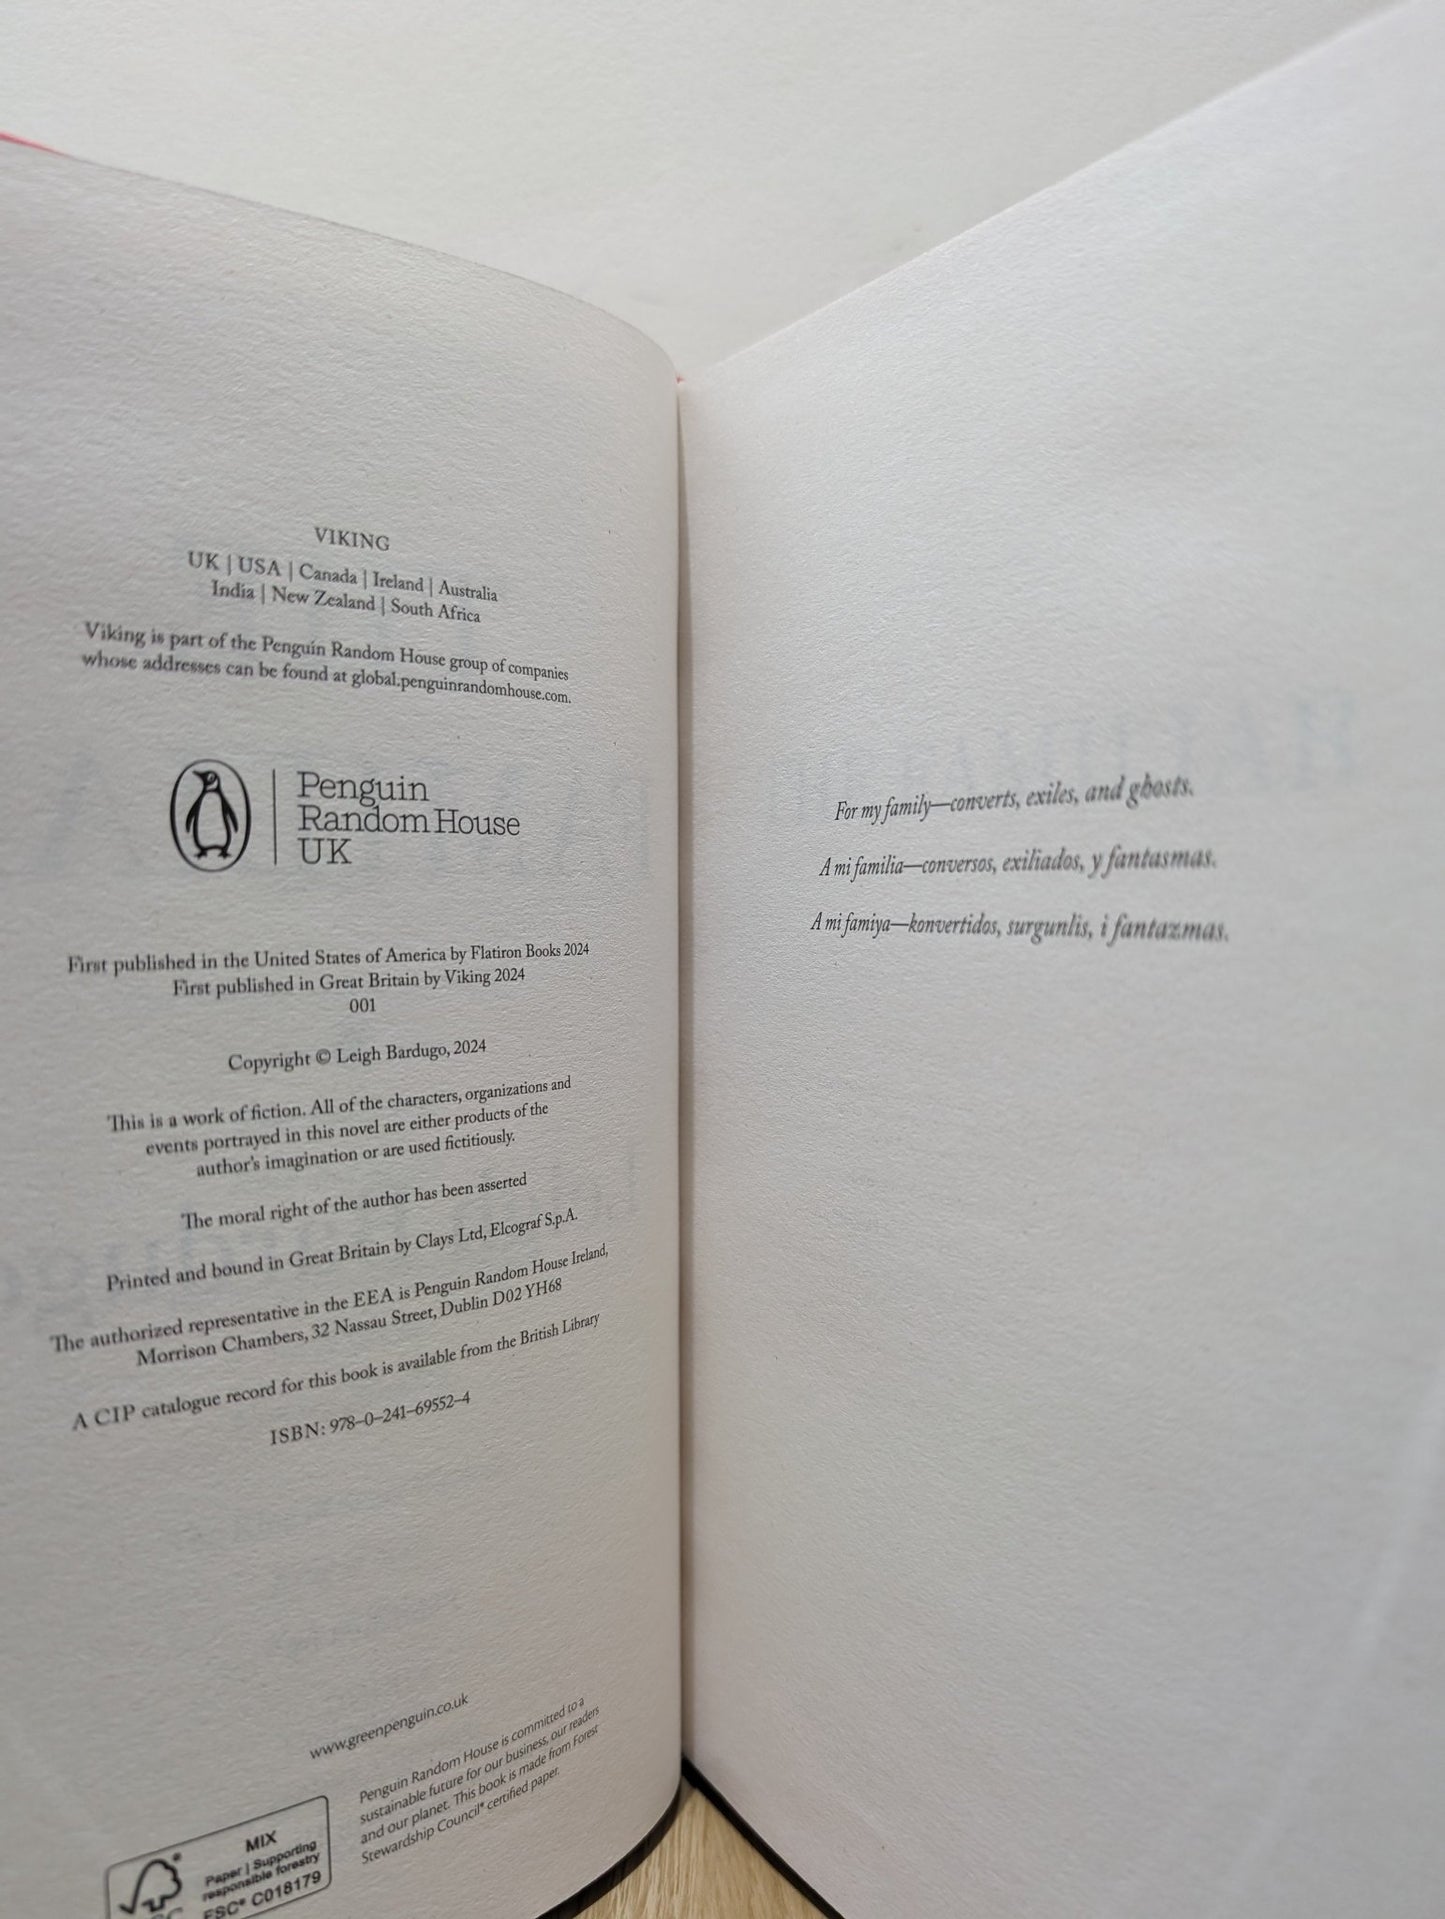 VIKING
UK | USA | Canada | Ireland | Australia
India | New Zealand | South Africa
Viking is part of the Penguin Random House group of companies
whose addresses can be found at global.penguinrandomhouse.com.
Penguin
Random House
UK
First published in the United States of America by Flatiron Books 2024
First published in Great Britain by Viking 2024
001
Copyright © Leigh Bardugo, 2024
This is a work of fiction. All of the characters, organizations and
events portrayed in this novel are either products of the
author's imagination or are used fictitiously.
The moral right of the author has been asserted
Printed and bound in Great Britain by Clays Ltd, Elcograf S.p.A.
The authorized representative in the EEA is Penguin Random House Ireland,
Morrison Chambers, 32 Nassau Street, Dublin D02 YH68
A CIP catalogue record for this book is available from the British Library
ISBN: 978–0–241–69552–4
www.greenpenguin.co.uk
Penguin Random House is committed to a
sustainable future for our business, our readers
and our planet. This book is made from Forest
Stewardship Council® certified paper.
MIX
Paper | Supporting
responsible forestry
FSC® C018179
For my family—converts, exiles, and ghosts.
A mi familia—conversos, exiliados, y fantasmas.
A mi famiya—konvertidos, surgunlis, i fantazmas.